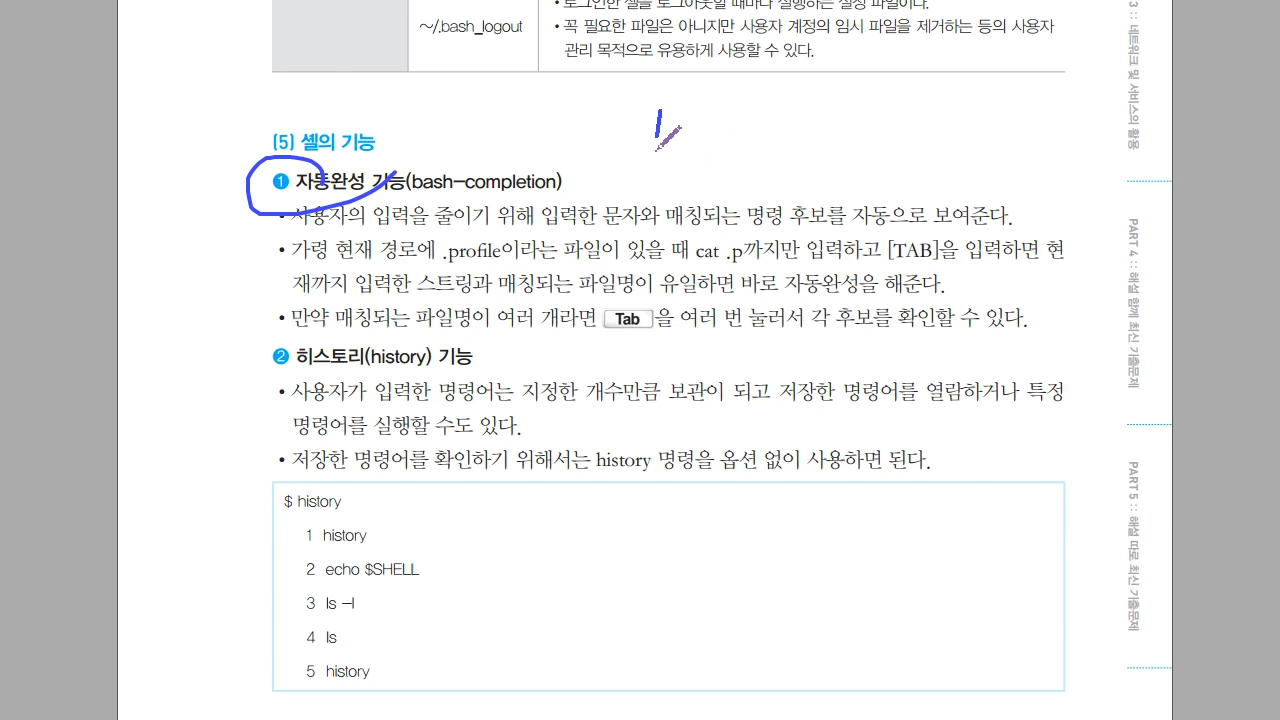 • 로그인한 셸을 로그아웃할 때마다 실행하는 설정 파일이다.
~/.bash_logout
• 꼭 필요한 파일은 아니지만 사용자 계정의 임시 파일을 제거하는 등의 사용자
관리 목적으로 유용하게 사용할 수 있다.
(5) 셸의 기능
1 자동완성 기능(bash-completion)
• 사용자의 입력을 줄이기 위해 입력한 문자와 매칭되는 명령 후보를 자동으로 보여준다.
• 가령 현재 경로에 .profile이라는 파일이 있을 때 cat .p까지만 입력하고 [TAB]을 입력하면 현
재까지 입력한 스트링과 매칭되는 파일명이 유일하면 바로 자동완성을 해준다.
• 만약 매칭되는 파일명이 여러 개라면 Tab 을 여러 번 눌러서 각 후보를 확인할 수 있다.
2 히스토리(history) 기능
• 사용자가 입력한 명령어는 지정한 개수만큼 보관이 되고 저장한 명령어를 열람하거나 특정
명령어를 실행할 수도 있다.
• 저장한 명령어를 확인하기 위해서는 history 명령을 옵션 없이 사용하면 된다.
$ history
1 history
2 echo $SHELL
3 ls -l
4 ls
5 history
3 :: 네트워크 및 서비스의 활용
PART 4 :: 해설 함께 최신 기출문제
PART 5 :: 해설 따로 최신 기출문제